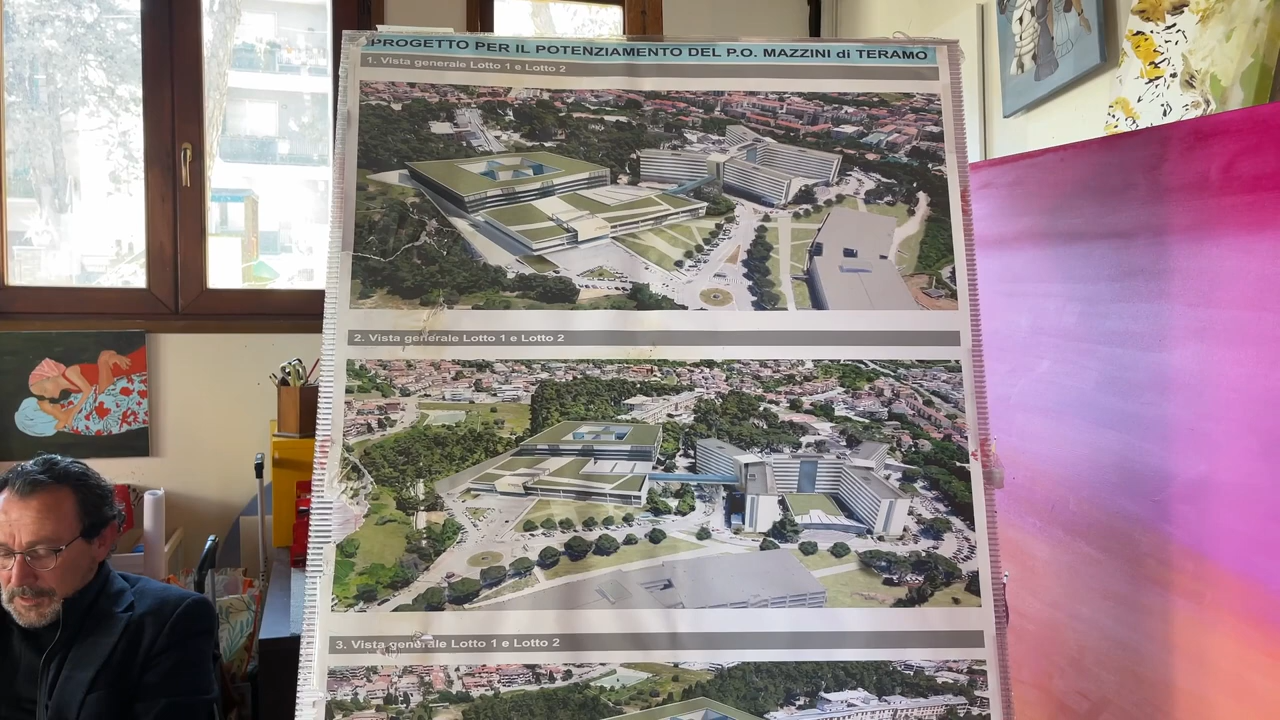 PROGETTO PER IL POTENZIAMENTO DEL P.O. MAZZINI di TERAMO
1. Vista generale Lotto 1 e Lotto 2
2. Vista generale Lotto 1 e Lotto 2
3. Vista generale Lotto 1 e Lotto 2